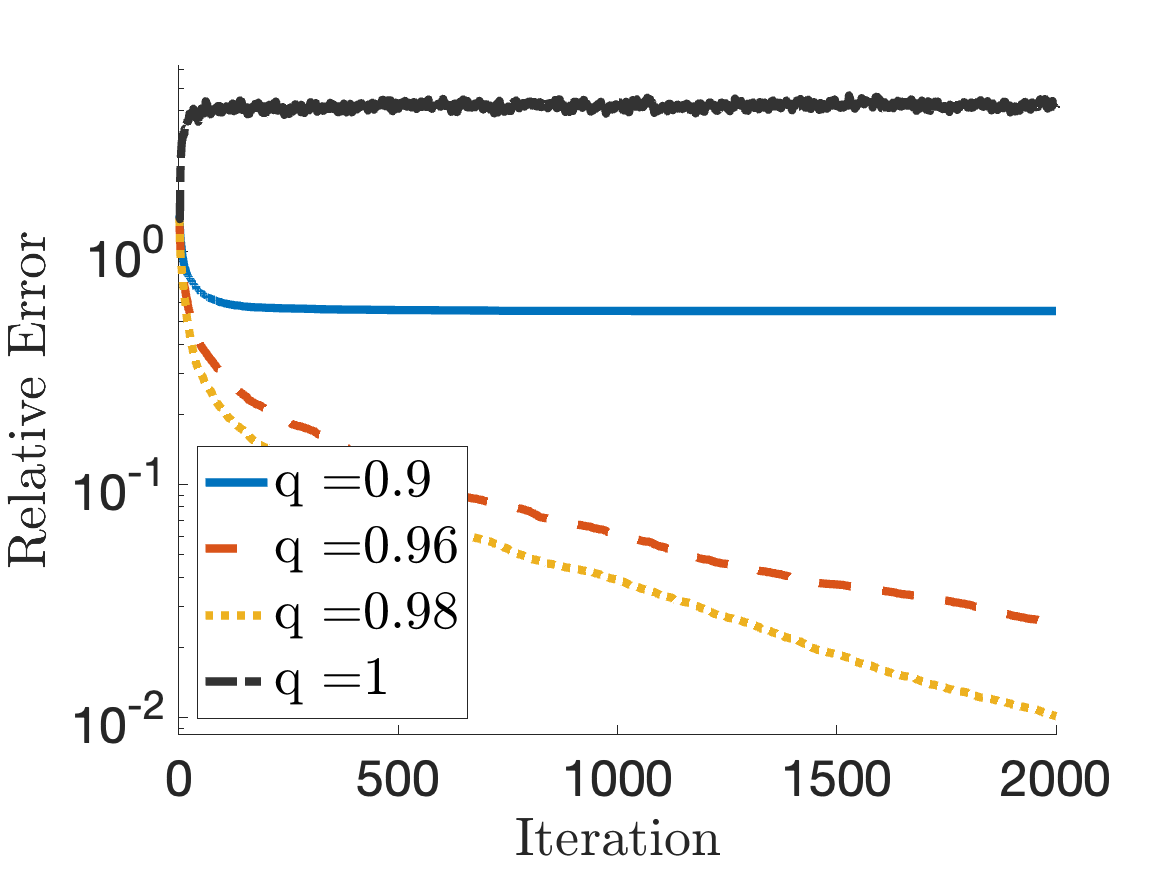 Relative Error
10^0
10^-1
10^-2
q =0.9
q =0.96
q =0.98
q =1
0 500 1000 1500 2000
Iteration